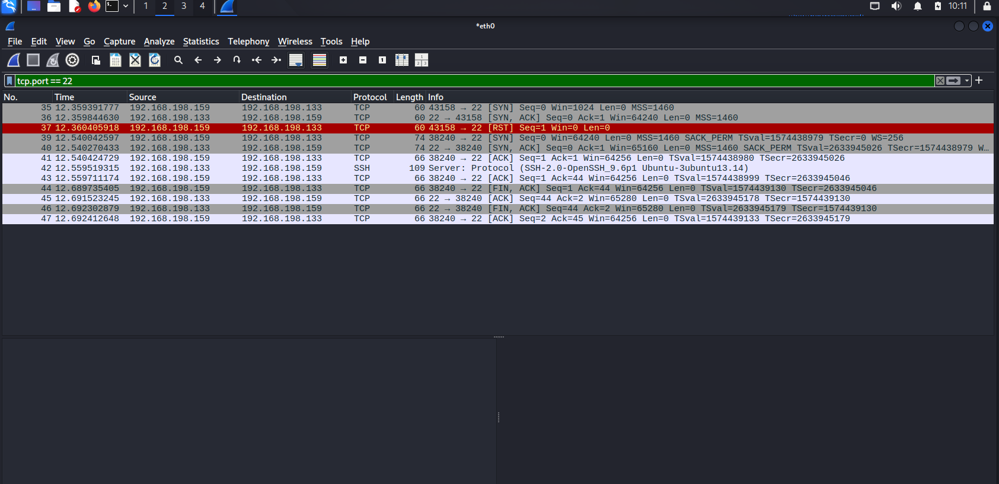 1 2 3 4 10:11
*eth0
File Edit View Go Capture Analyze Statistics Telephony Wireless Tools Help
tcp.port == 22
No. Time Source Destination Protocol Length Info
35 12.359391777 192.168.198.159 192.168.198.133 TCP 60 43158 → 22 [SYN] Seq=0 Win=1024 Len=0 MSS=1460
36 12.359844630 192.168.198.133 192.168.198.159 TCP 60 22 → 43158 [SYN, ACK] Seq=0 Ack=1 Win=64240 Len=0 MSS=1460
37 12.360405918 192.168.198.159 192.168.198.133 TCP 60 43158 → 22 [RST] Seq=1 Win=0 Len=0
39 12.540042597 192.168.198.159 192.168.198.133 TCP 74 38240 → 22 [SYN] Seq=0 Win=64240 Len=0 MSS=1460 SACK_PERM TSval=1574438979 TSecr=0 WS=256
40 12.540270433 192.168.198.133 192.168.198.159 TCP 74 22 → 38240 [SYN, ACK] Seq=0 Ack=1 Win=65160 Len=0 MSS=1460 SACK_PERM TSval=2633945026 TSecr=1574438979 W…
41 12.540424729 192.168.198.159 192.168.198.133 TCP 66 38240 → 22 [ACK] Seq=1 Ack=1 Win=64256 Len=0 TSval=1574438980 TSecr=2633945026
42 12.559519315 192.168.198.133 192.168.198.159 SSH 109 Server: Protocol (SSH-2.0-OpenSSH_9.6p1 Ubuntu-3ubuntu13.14)
43 12.559711174 192.168.198.159 192.168.198.133 TCP 66 38240 → 22 [ACK] Seq=1 Ack=44 Win=64256 Len=0 TSval=1574438999 TSecr=2633945046
44 12.689735405 192.168.198.159 192.168.198.133 TCP 66 38240 → 22 [FIN, ACK] Seq=1 Ack=44 Win=64256 Len=0 TSval=1574439130 TSecr=2633945046
45 12.691523245 192.168.198.133 192.168.198.159 TCP 66 22 → 38240 [ACK] Seq=44 Ack=2 Win=65280 Len=0 TSval=2633945178 TSecr=1574439130
46 12.692302879 192.168.198.133 192.168.198.159 TCP 66 22 → 38240 [FIN, ACK] Seq=44 Ack=2 Win=65280 Len=0 TSval=2633945179 TSecr=1574439130
47 12.692412648 192.168.198.159 192.168.198.133 TCP 66 38240 → 22 [ACK] Seq=2 Ack=45 Win=64256 Len=0 TSval=1574439133 TSecr=2633945179